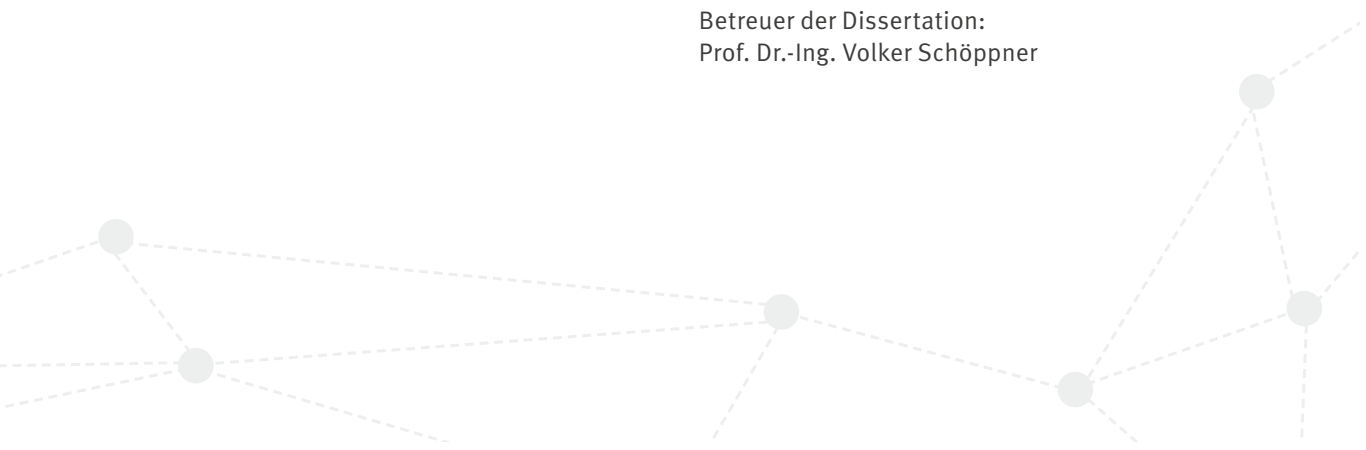 Betreuer der Dissertation:
Prof. Dr.-Ing. Volker Schöppner